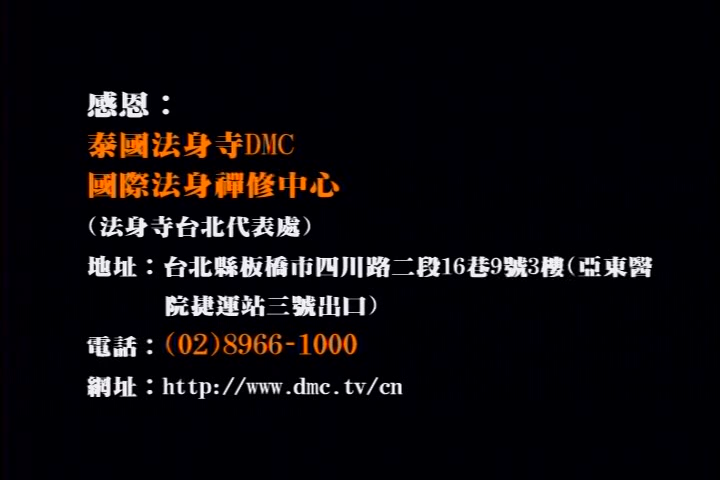 感恩：
泰國法身寺DMC
國際法身禪修中心
(法身寺台北代表處)
地址：台北縣板橋市四川路二段16巷9號3樓(亞東醫
院捷運站三號出口)
電話：(02)8966-1000
網址：http://www.dmc.tv/cn